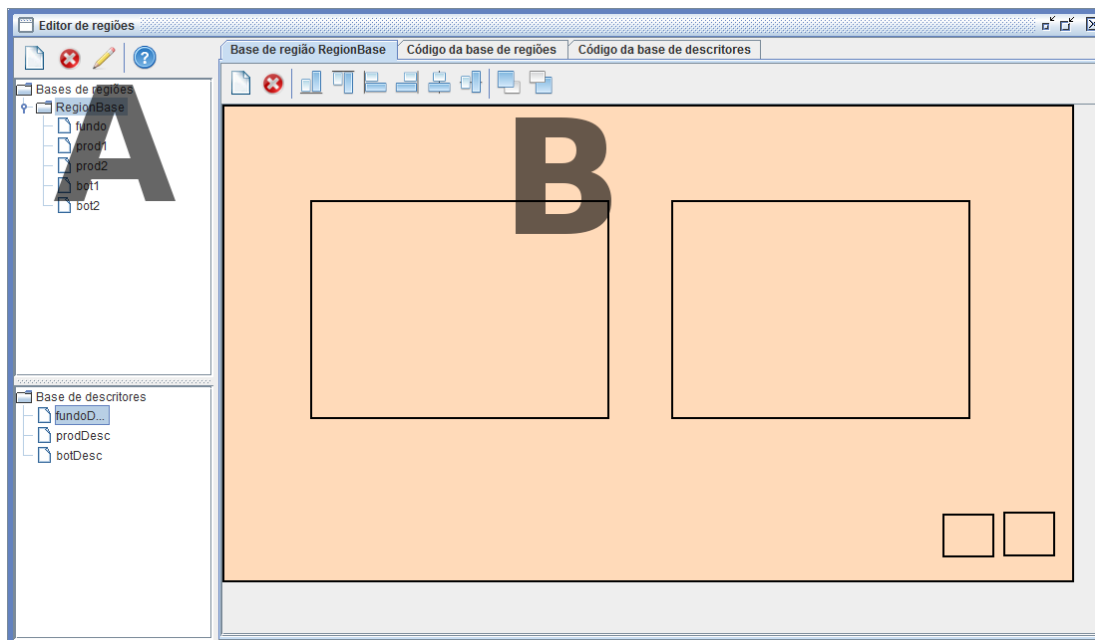 Editor de regiões
Base de região RegionBase Código da base de regiões Código da base de descritores
Bases de regiões
RegionBase
fundo
prod1
prod2
bot1
bot2
A
B
Base de descritores
fundoD...
prodDesc
botDesc